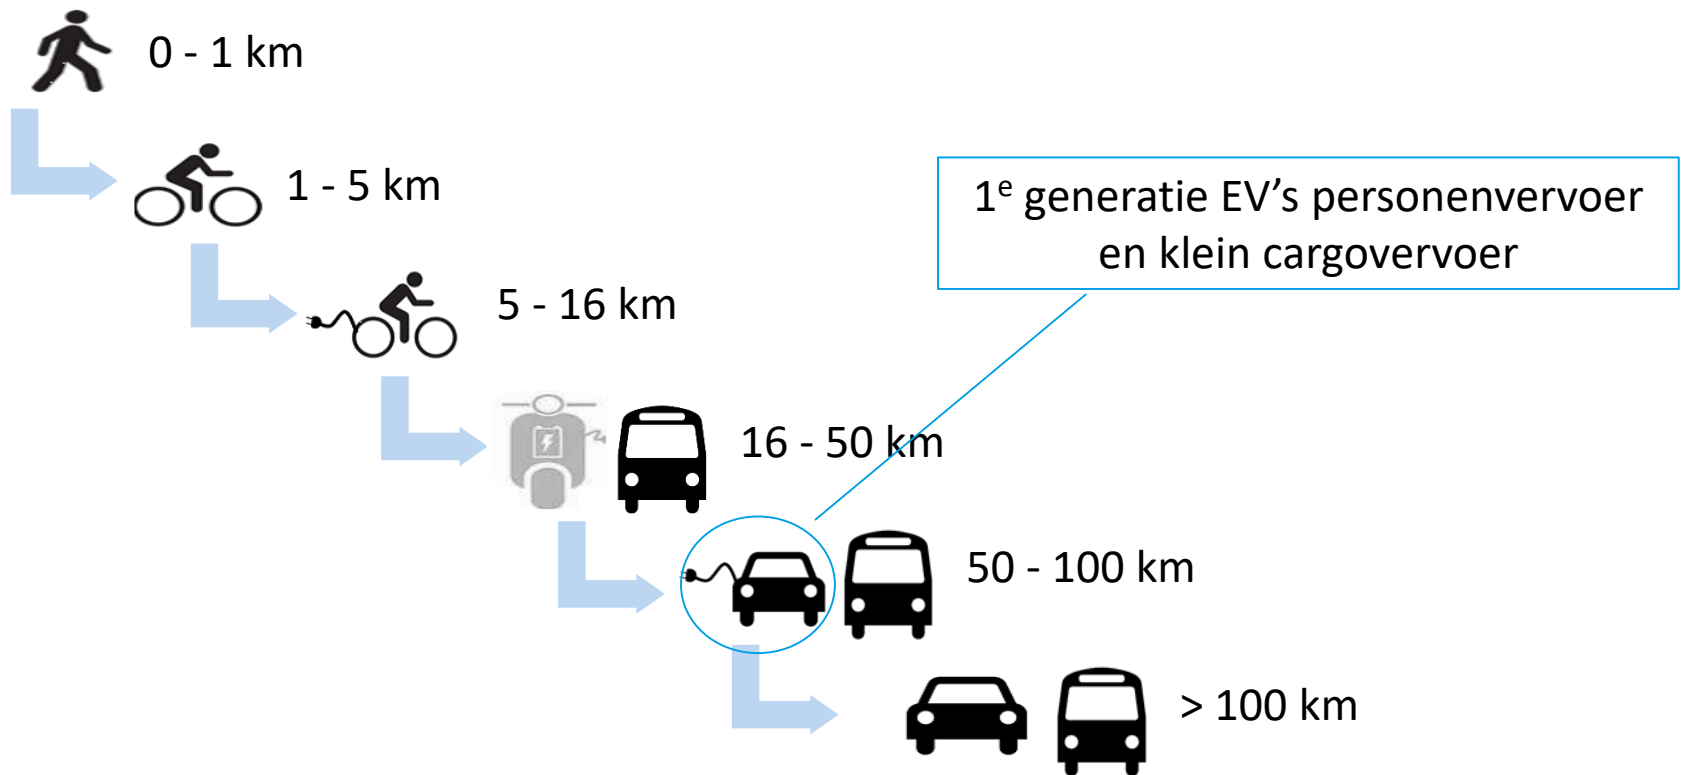 0 - 1 km
1 - 5 km
1e generatie EV’s personenvervoer
en klein cargovervoer
5 - 16 km
16 - 50 km
50 - 100 km
> 100 km